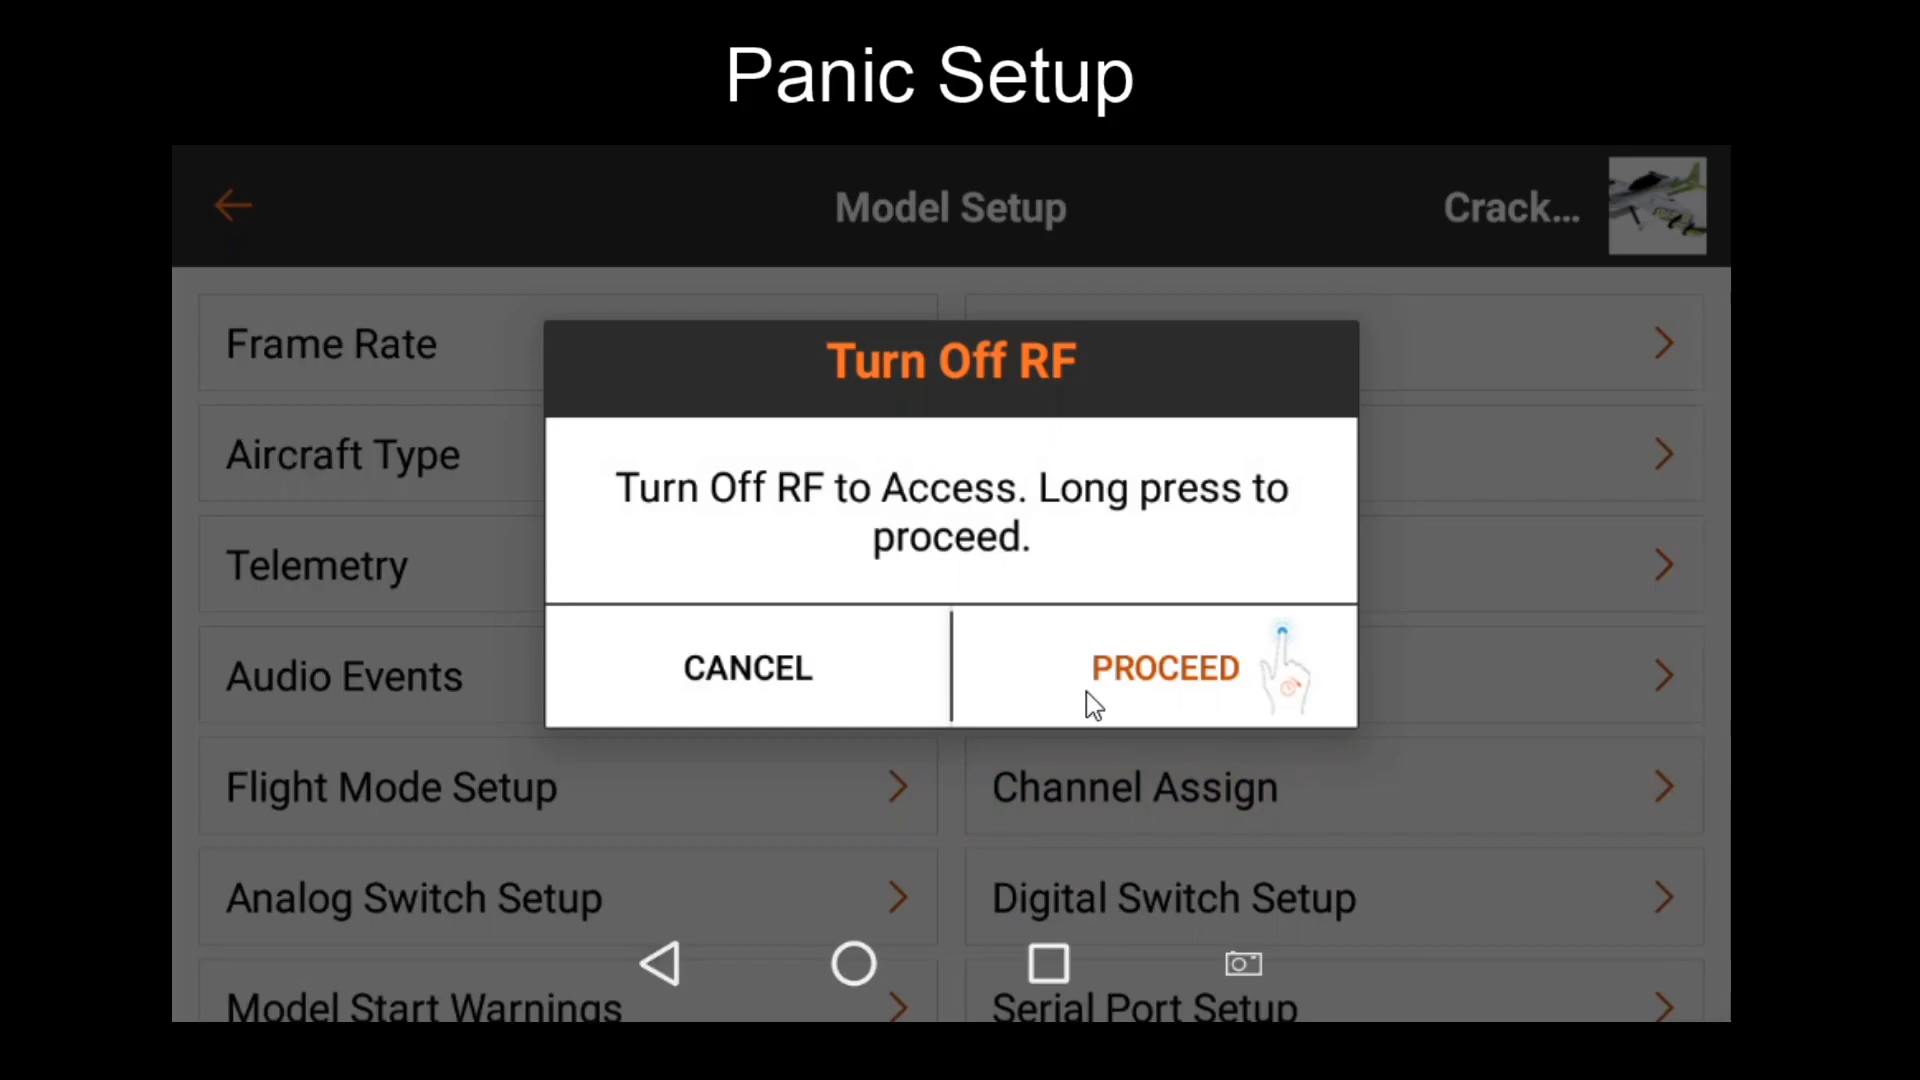 Panic Setup
Model Setup
Crack...
Frame Rate
Aircraft Type
Telemetry
Audio Events
Turn Off RF
Turn Off RF to Access. Long press to
proceed.
CANCEL
PROCEED
Flight Mode Setup
Channel Assign
Analog Switch Setup
Digital Switch Setup
Model Start Warnings
Serial Port Setup